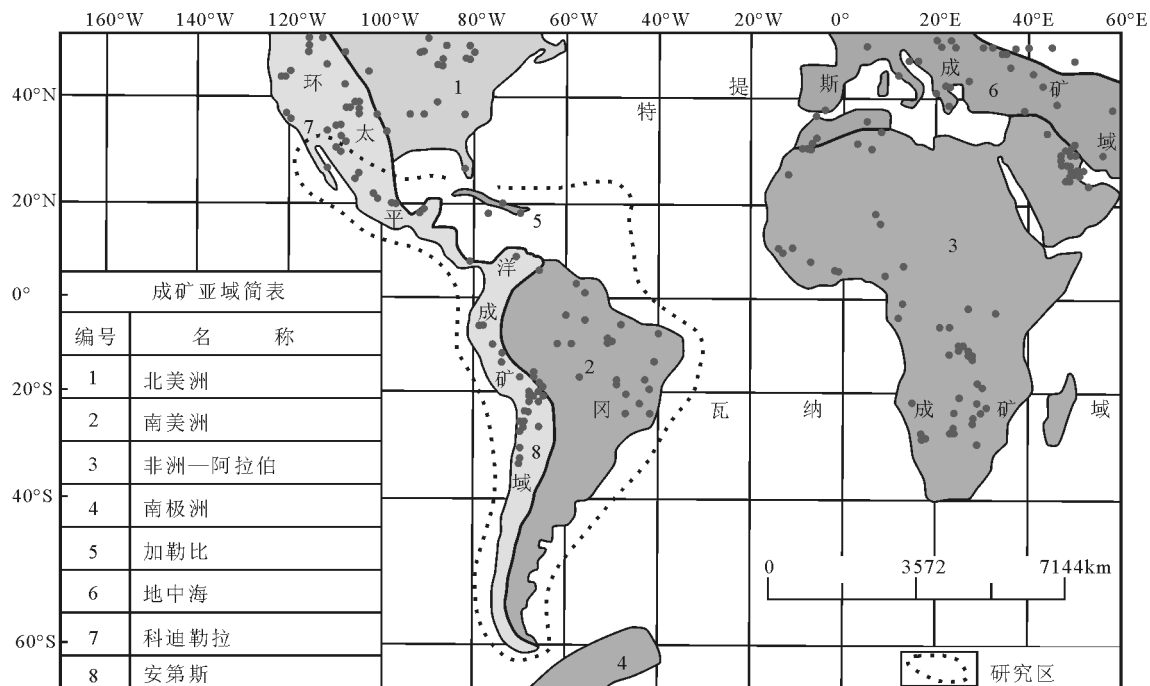 160°W 140°W 120°W 100°W 80°W 60°W 40°W 20°W 0° 20°E 40°E 60°E
40°N
20°N
0°
20°S
40°S
60°S
环太平洋成矿域
特提斯成矿域
冈瓦纳成矿域
1
2
3
4
5
6
7
8
成矿亚域简表
编号 名称
1 北美洲
2 南美洲
3 非洲—阿拉伯
4 南极洲
5 加勒比
6 地中海
7 科迪勒拉
8 安第斯
0 3572 7144km
研究区